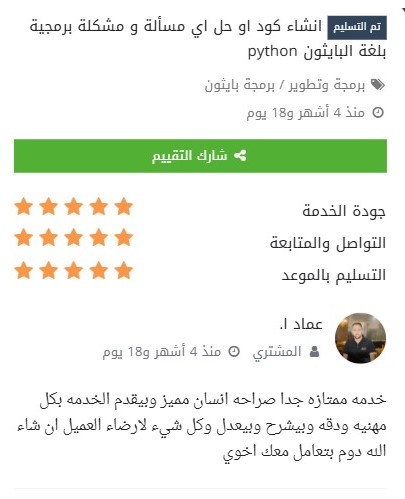 تم التسليم انشاء كود او حل اي مسألة و مشكلة برمجية
بلغة البايثون python
برمجة وتطوير / برمجة بايثون
منذ 4 أشهر و18 يوم
شارك التقييم
جودة الخدمة
التواصل والمتابعة
التسليم بالموعد
عماد ا.
المشتري منذ 4 أشهر و18 يوم
خدمه ممتازه جدا صراحه انسان مميز وبيقدم الخدمه بكل
مهنيه ودقه وبيشرح وبيعدل وكل شيء لارضاء العميل ان شاء
الله دوم بتعامل معك اخوي